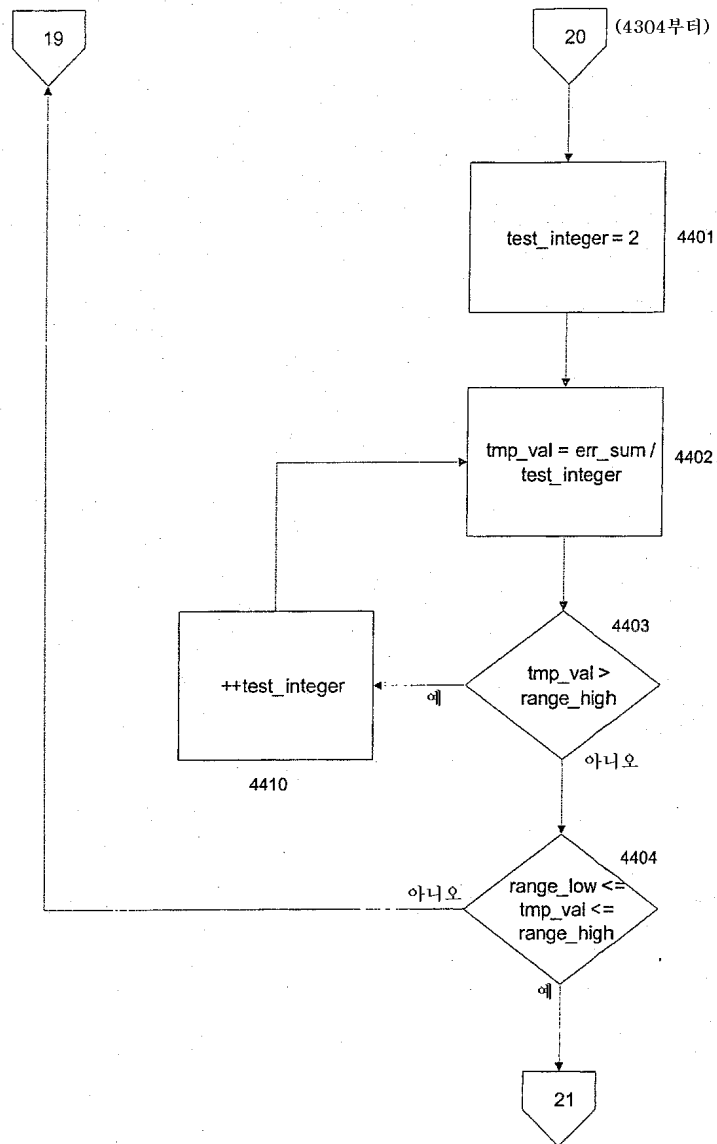 19
20
(4304부터)
test_integer = 2
4401
tmp_val = err_sum /
test_integer
4402
4403
tmp_val >
range_high
예
++test_integer
4410
아니오
4404
range_low <=
tmp_val <=
range_high
아니오
예
21